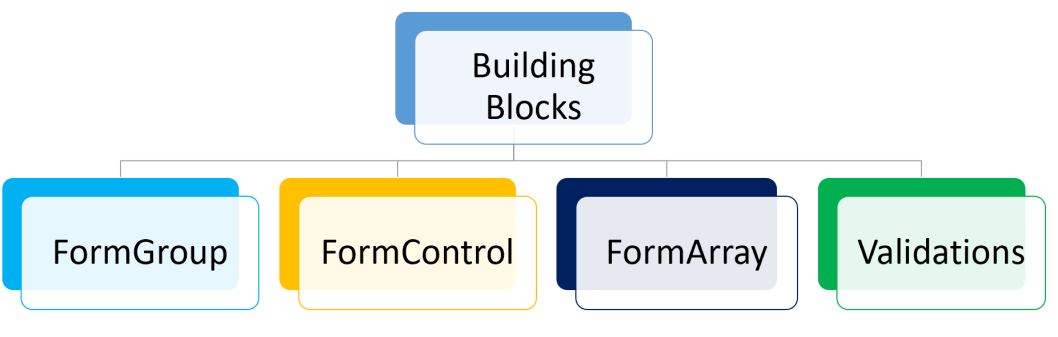 Building
Blocks
FormGroup
FormControl
FormArray
Validations